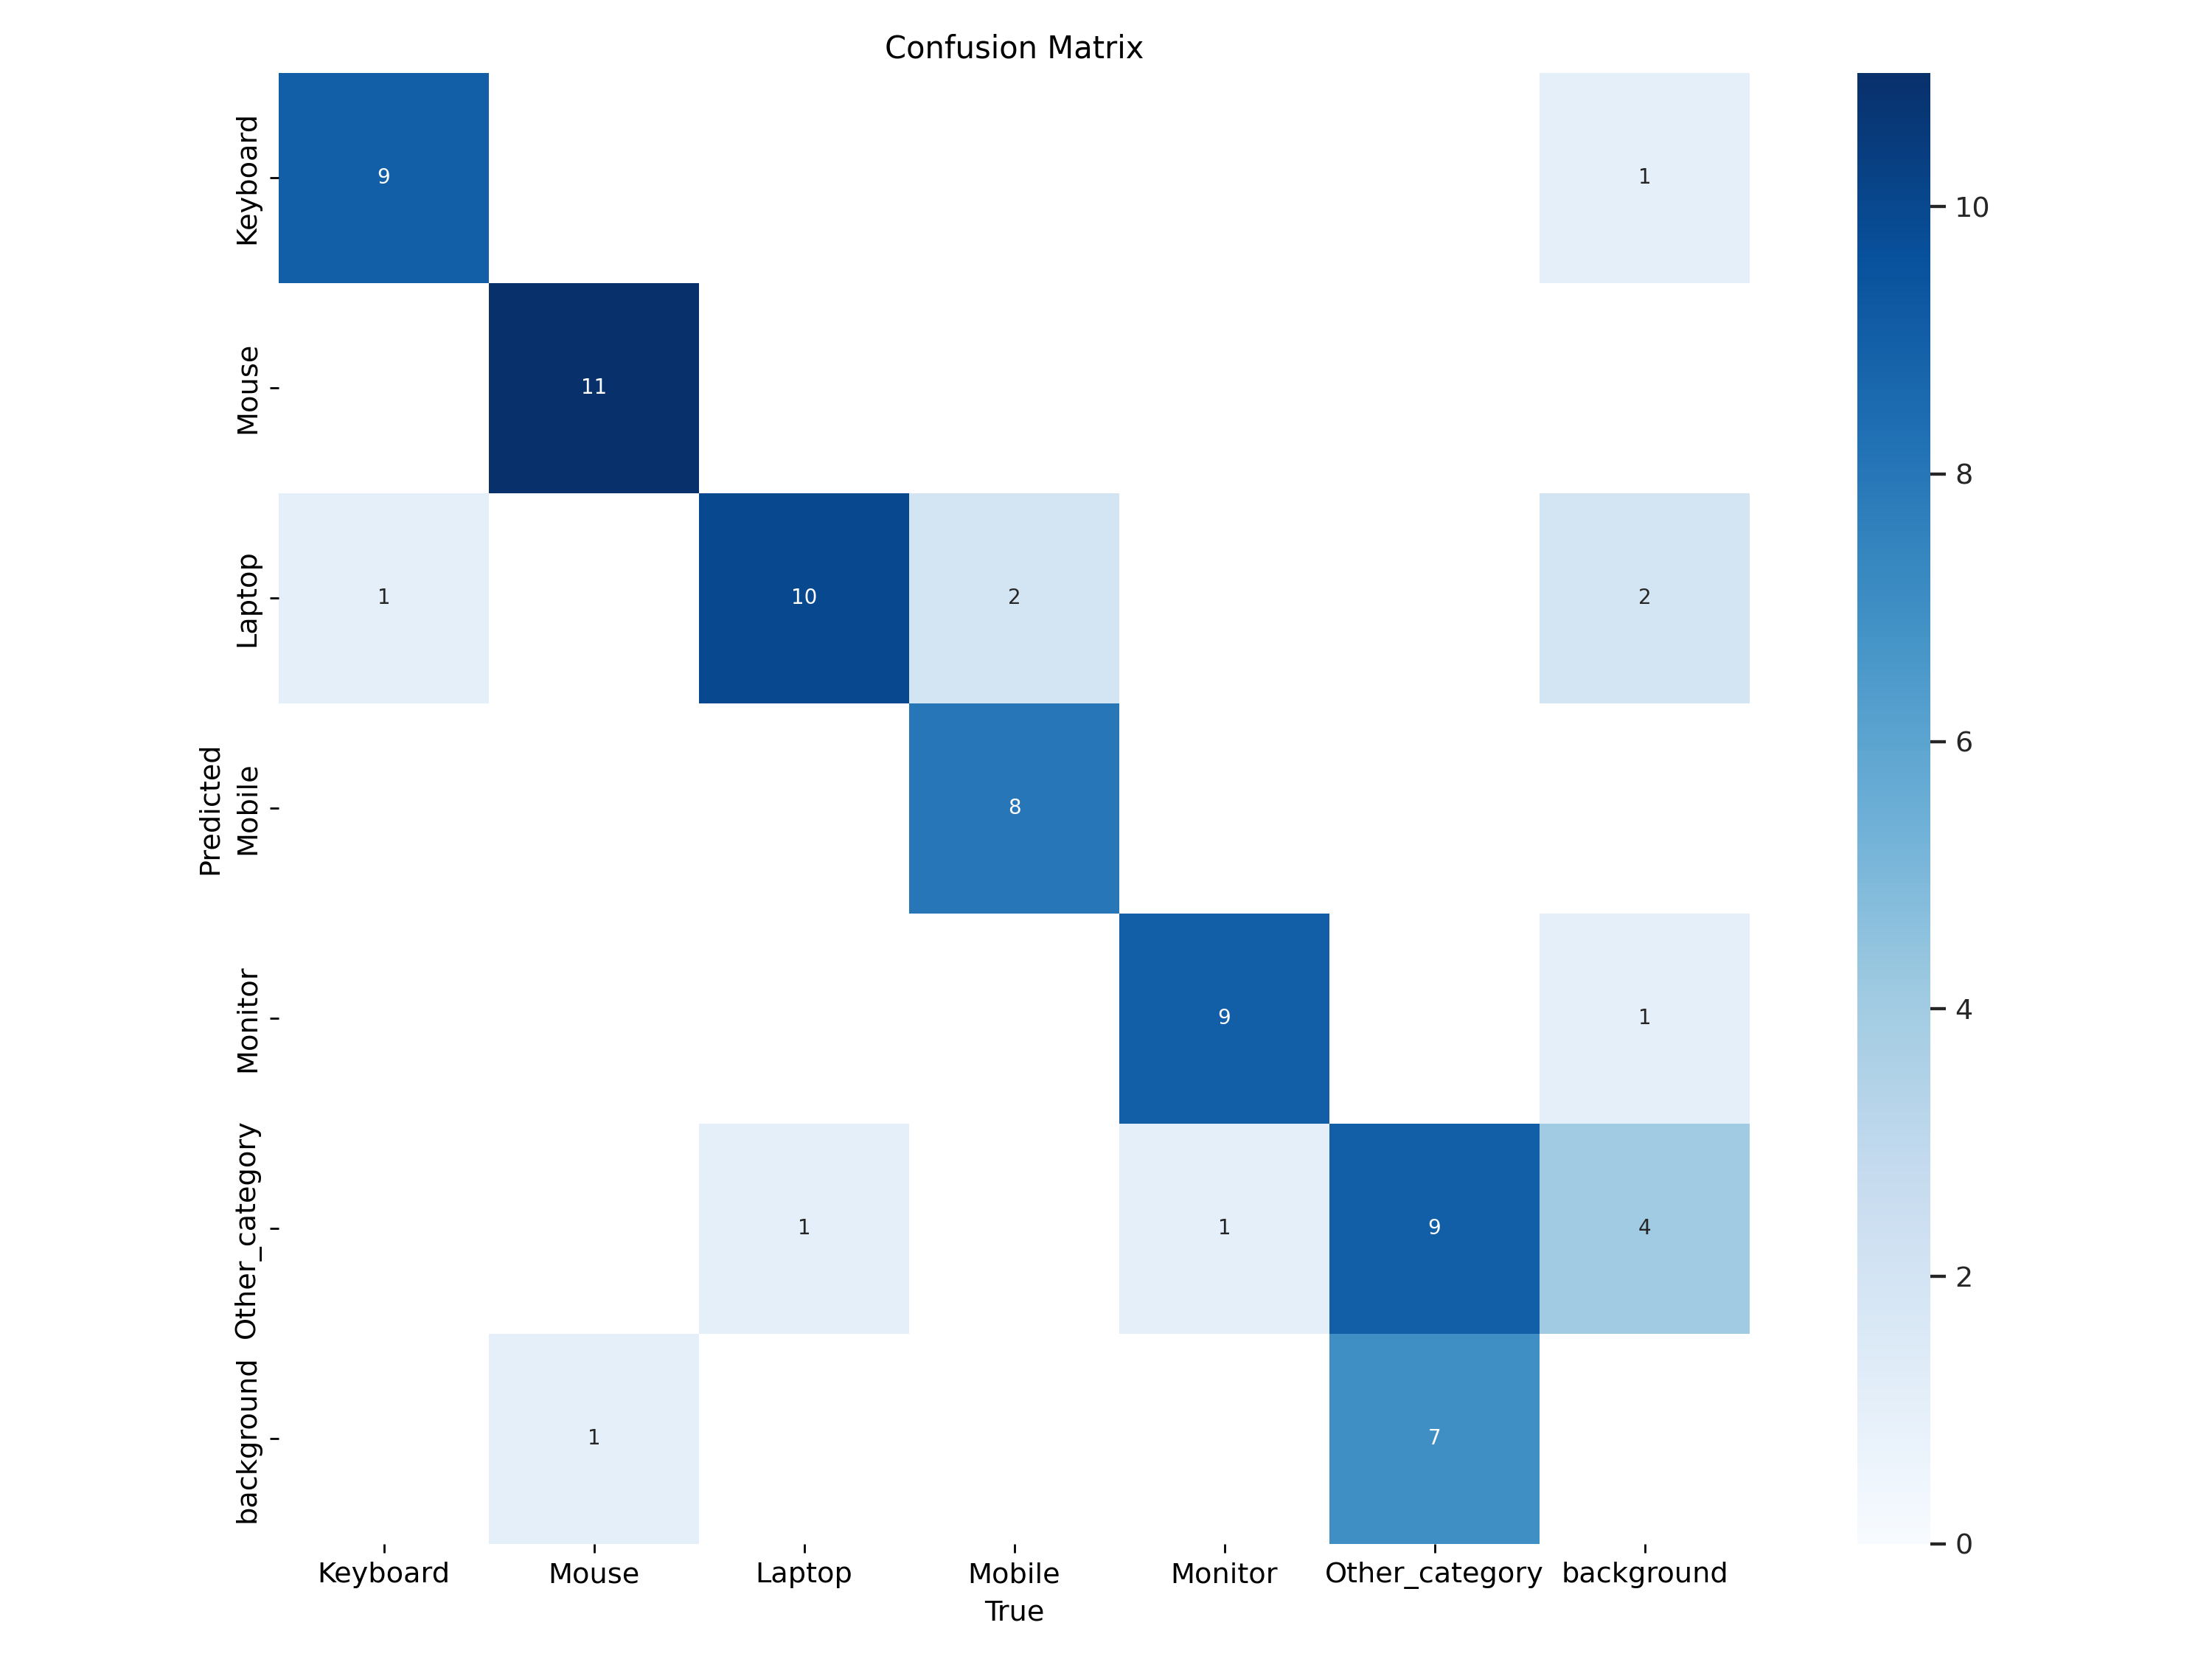 Confusion Matrix
Keyboard
9
1
Mouse
11
Laptop
1
10
2
2
Predicted
Mobile
8
Monitor
9
1
Other_category
1
1
9
4
background
1
7
Keyboard
Mouse
Laptop
Mobile
Monitor
Other_category
background
True
10
8
6
4
2
0